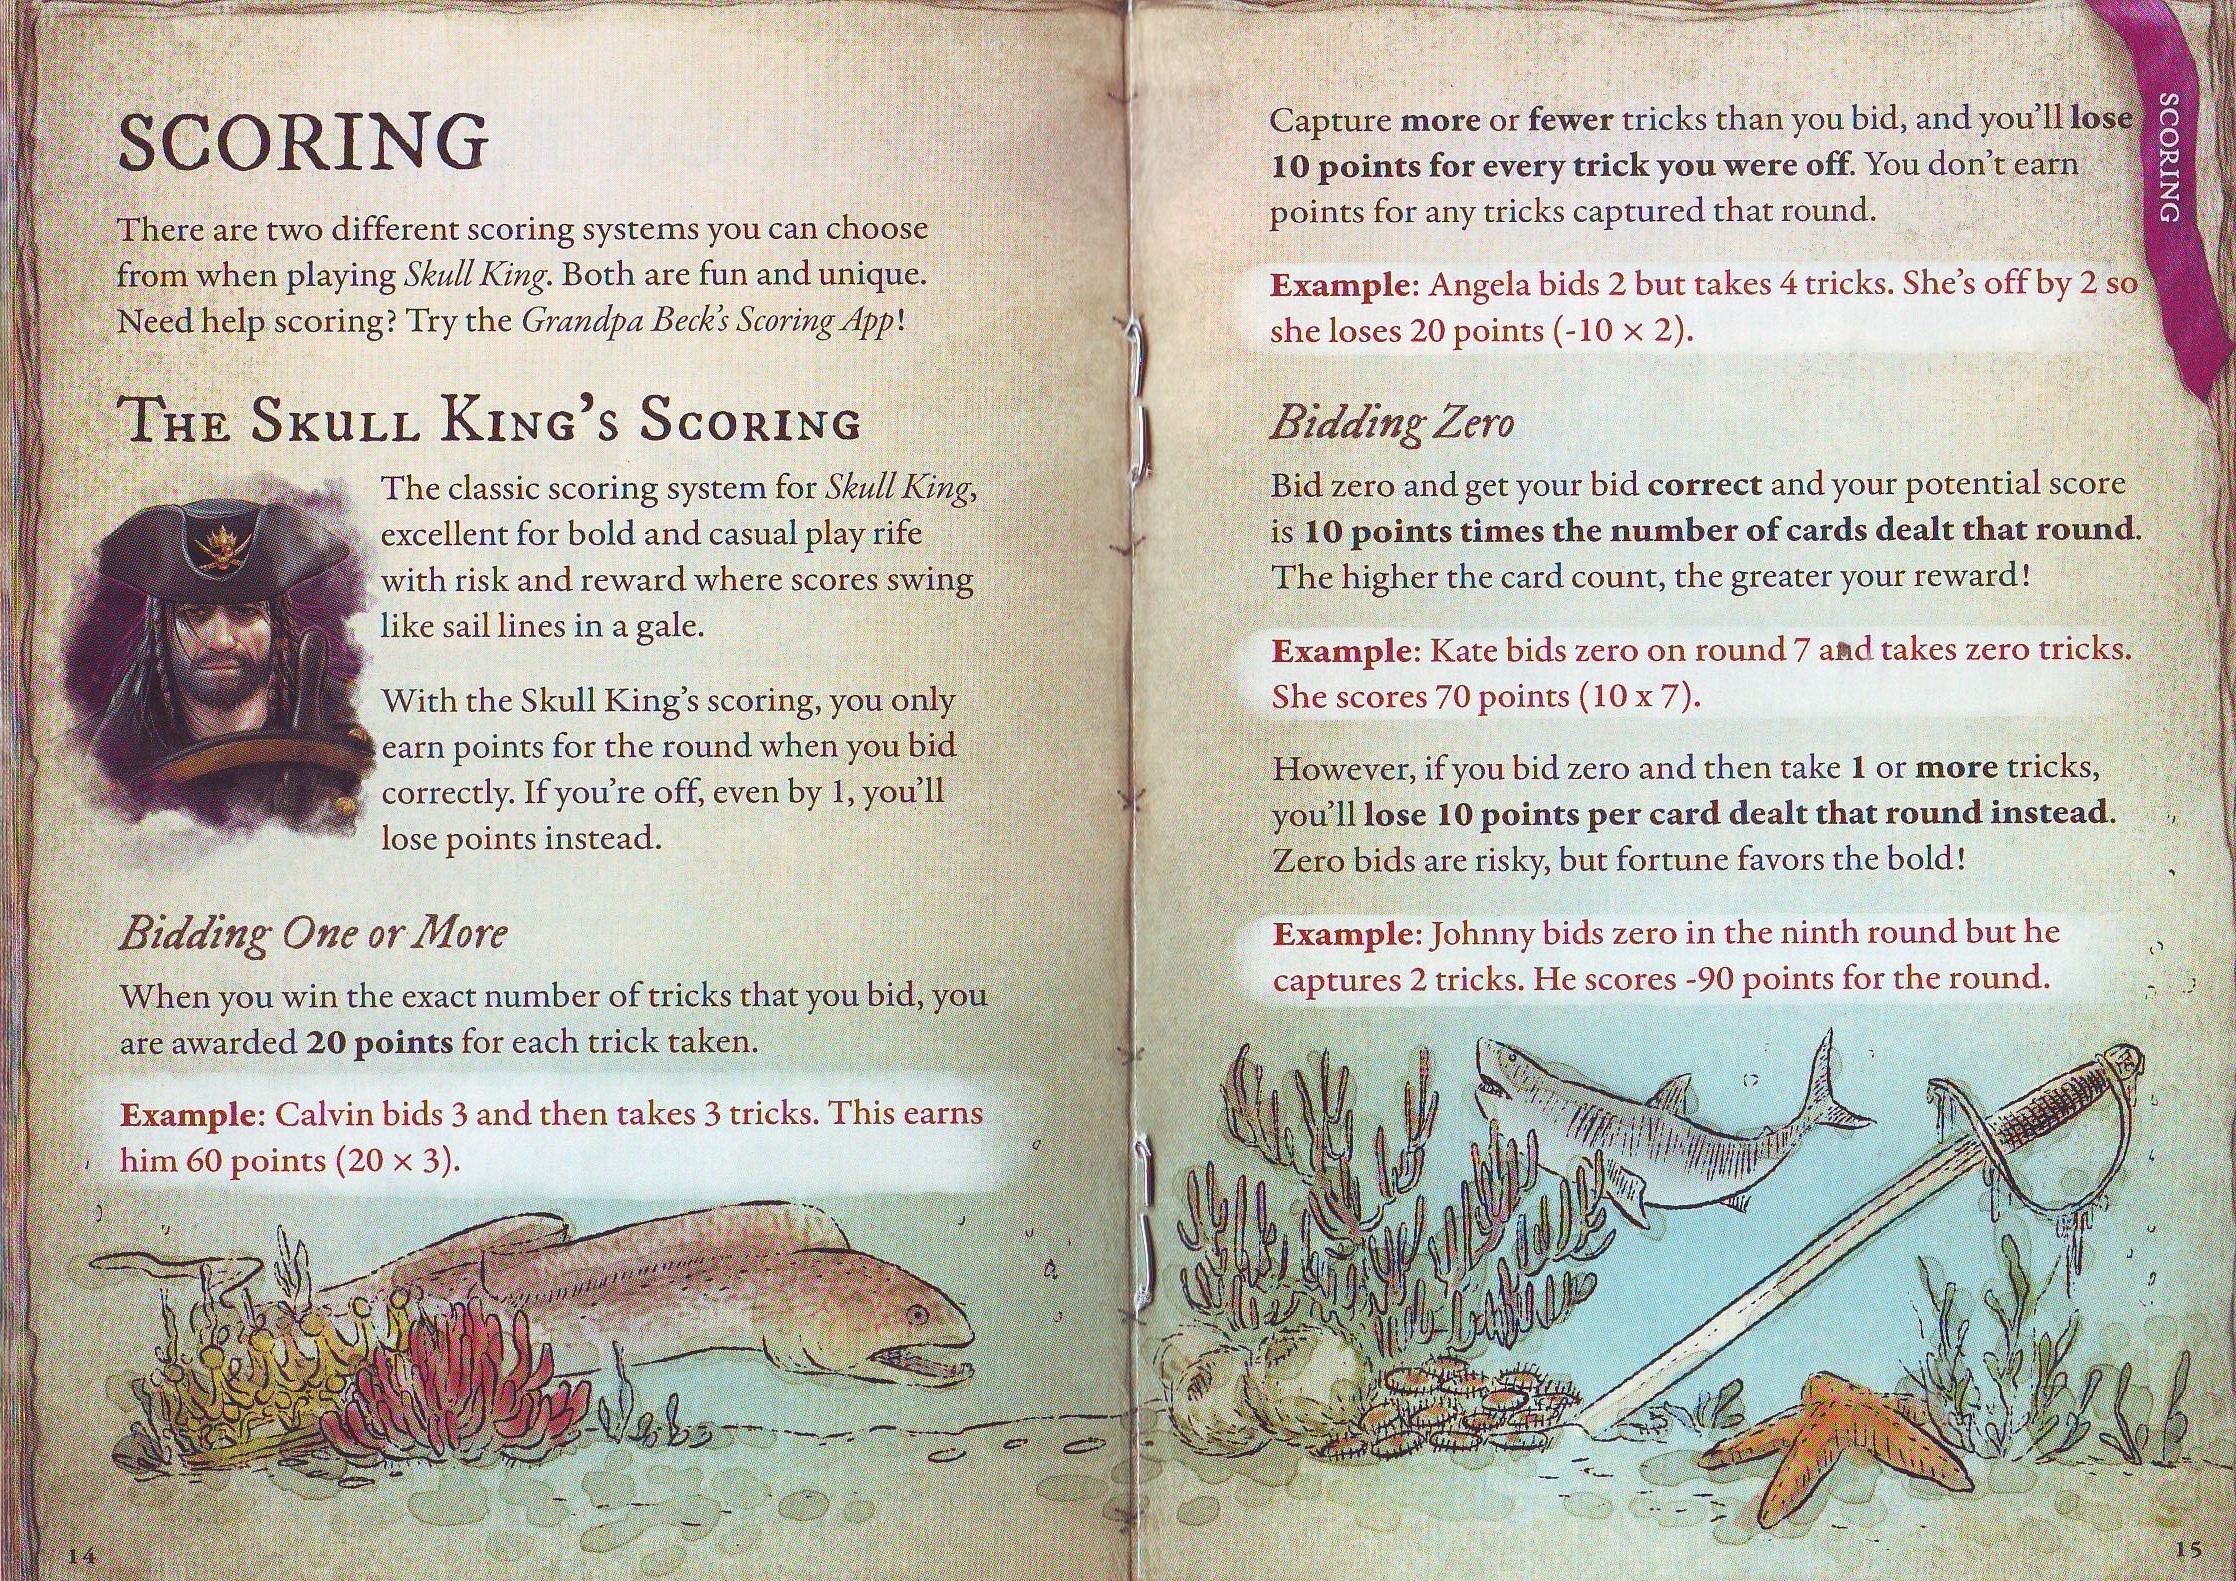 SCORING
There are two different scoring systems you can choose
from when playing Skull King. Both are fun and unique.
Need help scoring? Try the Grandpa Beck's Scoring App!
THE SKULL KING'S SCORING
The classic scoring system for Skull King,
excellent for bold and casual play rife
with risk and reward where scores swing
like sail lines in a gale.
With the Skull King's scoring, you only
earn points for the round when you bid
correctly. If you're off, even by 1, you'll
lose points instead.
Bidding One or More
When you win the exact number of tricks that you bid, you
are awarded 20 points for each trick taken.
Example: Calvin bids 3 and then takes 3 tricks. This earns
him 60 points (20 × 3).
14
Capture more or fewer tricks than you bid, and you'll lose
10 points for every trick you were off. You don't earn
points for any tricks captured that round.
Example: Angela bids 2 but takes 4 tricks. She's off by 2 so
she loses 20 points (-10 × 2).
Bidding Zero
Bid zero and get your bid correct and your potential score
is 10 points times the number of cards dealt that round.
The higher the card count, the greater your reward!
Example: Kate bids zero on round 7 and takes zero tricks.
She scores 70 points (10 x 7).
However, if you bid zero and then take 1 or more tricks,
you'll lose 10 points per card dealt that round instead.
Zero bids are risky, but fortune favors the bold!
Example: Johnny bids zero in the ninth round but he
captures 2 tricks. He scores -90 points for the round.
SCORING
15